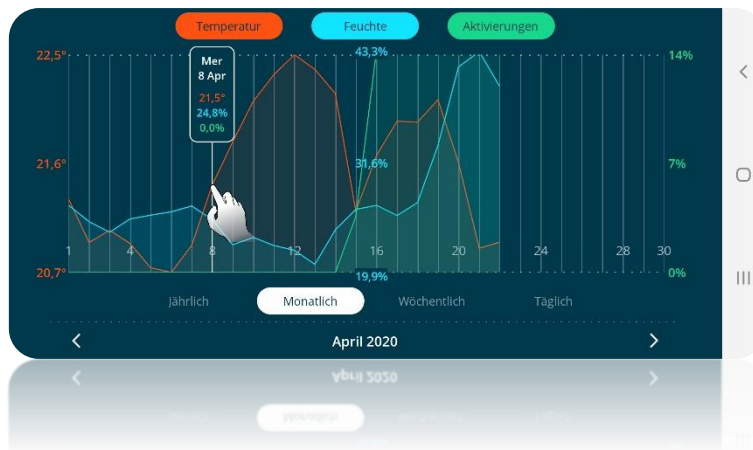 Temperatur Feuchte Aktivierungen
22,5° 43,3% 14%
Mer
8 Apr
21,5°
24,8%
0,0%
21,6° 31,6% 7%
1 4 8 12 16 20 24 28 30
20,7° 19,9% 0%
Jährlich Monatlich Wöchentlich Täglich
April 2020